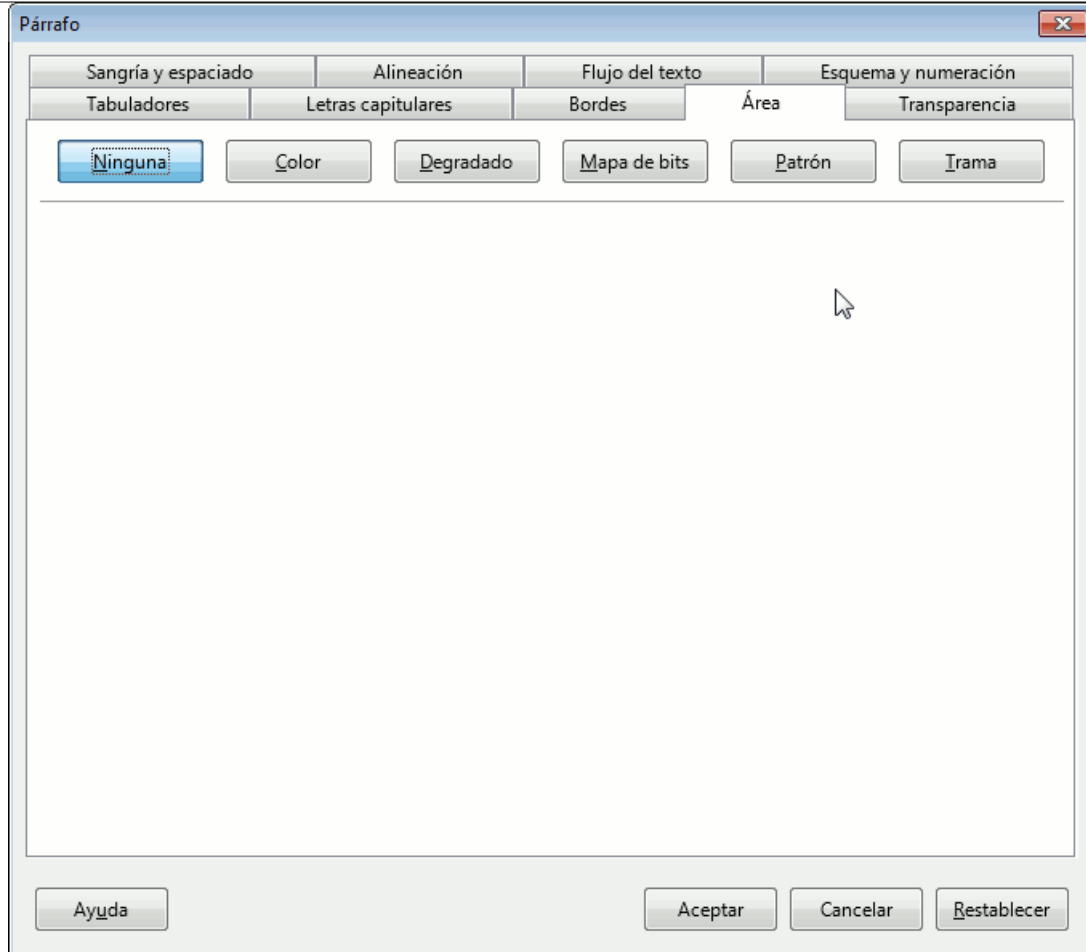 Párrafo
Sangría y espaciado Alineación Flujo del texto Esquema y numeración
Tabuladores Letras capitulares Bordes Área Transparencia
Ninguna Color Degradado Mapa de bits Patrón Trama
Ayuda Aceptar Cancelar Restablecer